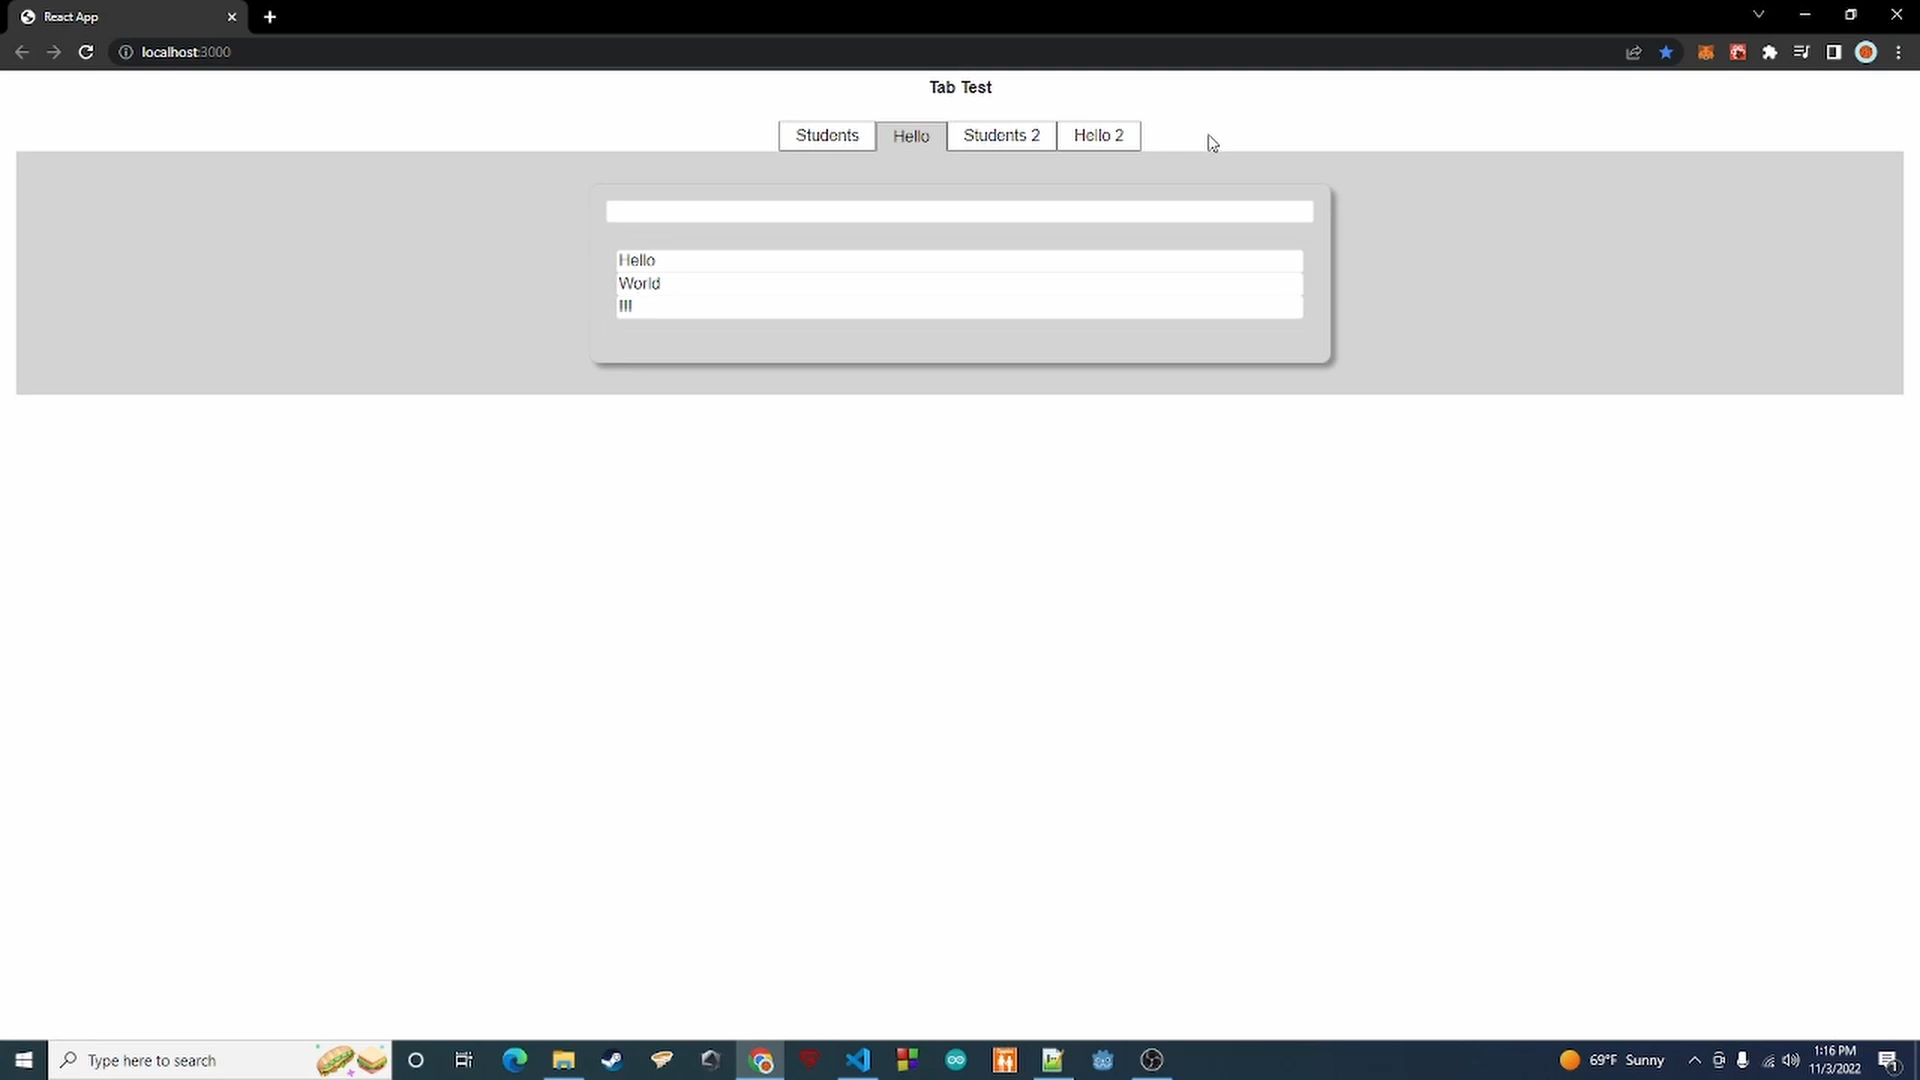 React App
localhost:3000
Tab Test
Students Hello Students 2 Hello 2
Hello
World
!!!
Type here to search
69°F Sunny
1:16 PM
11/3/2022
1